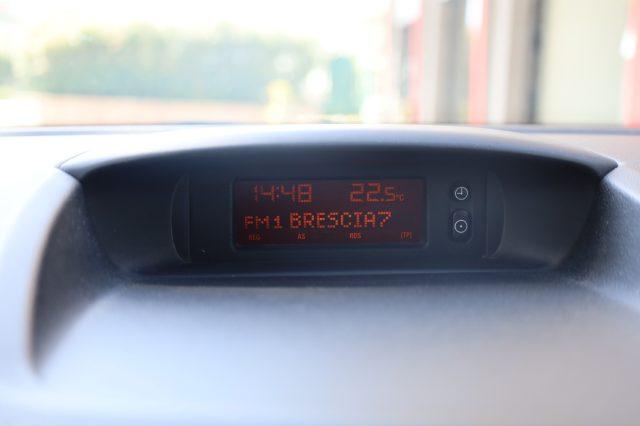 14:48 22.5°C
FM1 BRESCIA7
REG AS RDS (TP)